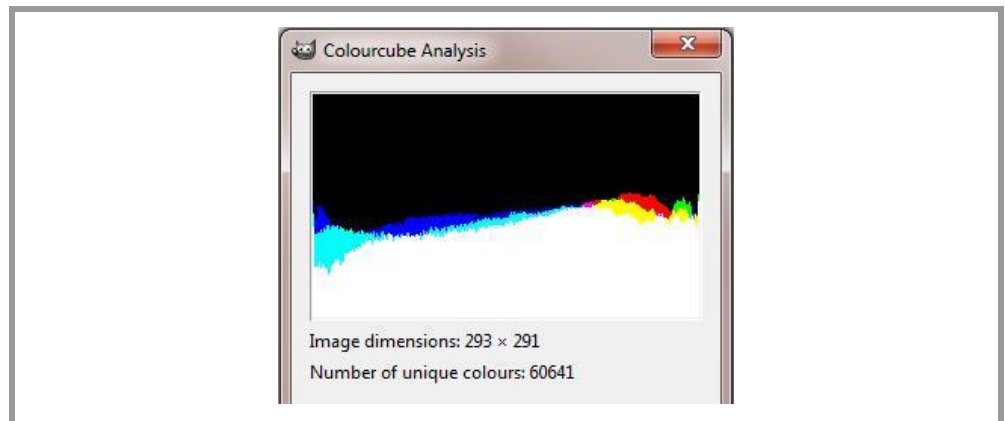 Colourcube Analysis
Image dimensions: 293 × 291
Number of unique colours: 60641